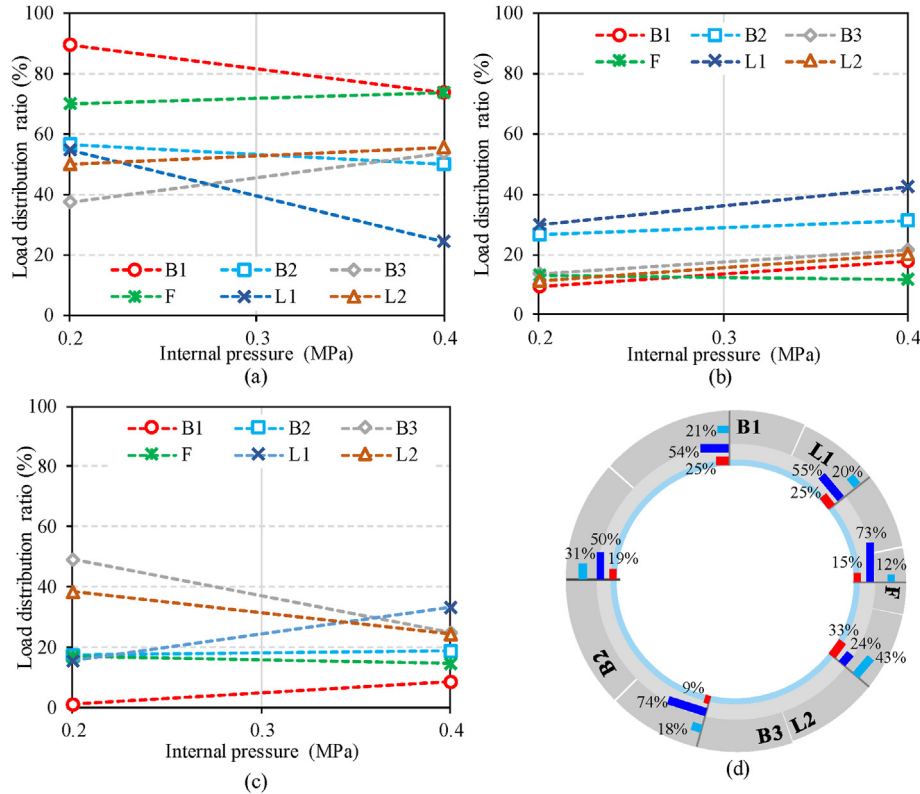 100
80
60
40
20
0
Load distribution ratio (%)
B1 B2 B3
F L1 L2
0.2 0.3 0.4
Internal pressure (MPa)
(a)
100
80
60
40
20
0
Load distribution ratio (%)
B1 B2 B3
F L1 L2
0.2 0.3 0.4
Internal pressure (MPa)
(b)
100
80
60
40
20
0
Load distribution ratio (%)
B1 B2 B3
F L1 L2
0.2 0.3 0.4
Internal pressure (MPa)
(c)
21% B1
54%
25%
L1
55% 20%
25%
73%
15% 12%
F
31% 50% 19%
33%
24%
43%
B2
9%
74%
18%
B3 L2
(d)